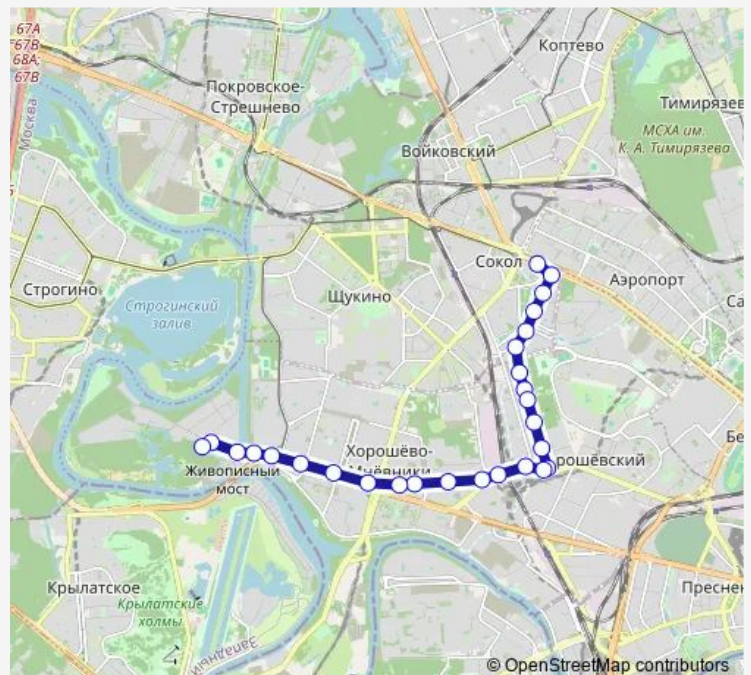 67А
67В
68А;
67В
Москва
Коптево
Покровское-
Стрешнево
Тимирязев
МСХА им.
К. А. Тимирязева
Войковский
Сокол
Аэропорт
Строгино
Строгинский
залив
Щукино
Хорошёво-
Мнёвники
рошёвский
Живописный
мост
Крылатское
Крылатские
холмы
Западный
Преснен
© OpenStreetMap contributors